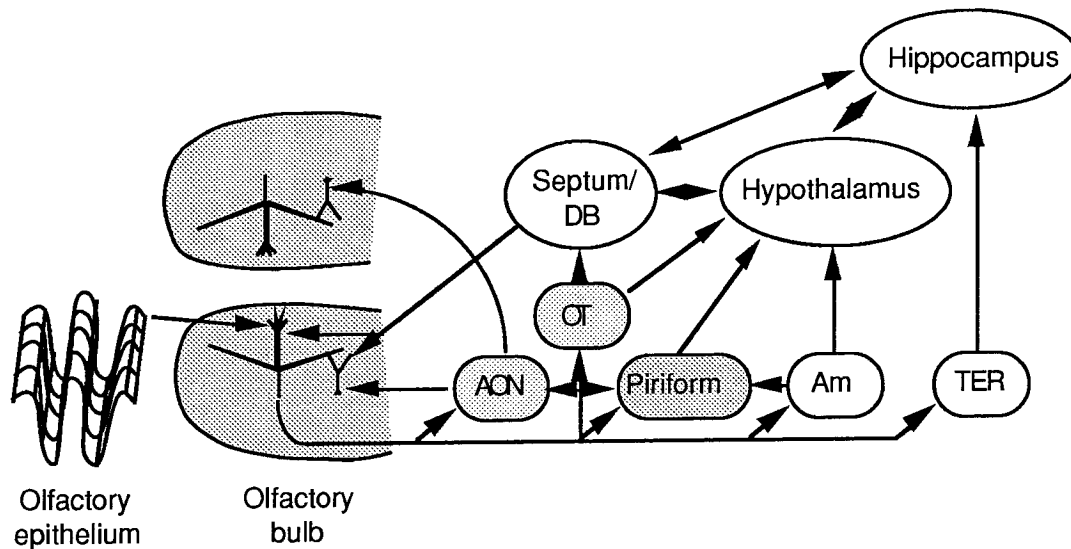 Hippocampus
Septum/
DB
Hypothalamus
OT
AON
Piriform
Am
TER
Olfactory
epithelium
Olfactory
bulb